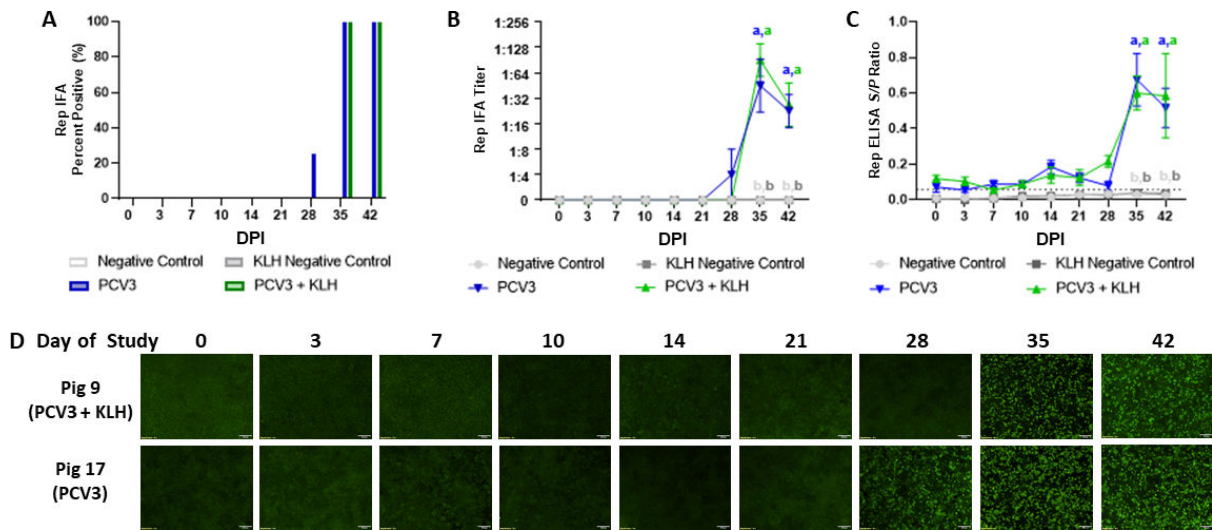 A
Rep IFA
Percent Positive (%)
100
80
60
40
20
0
0 3 7 10 14 21 28 35 42
DPI
Negative Control
KLH Negative Control
PCV3
PCV3 + KLH
B
Rep IFA Titer
1:256
1:128
1:64
1:32
1:16
1:8
1:4
0
a,a
a,a
b,b
b,b
0 3 7 10 14 21 28 35 42
DPI
Negative Control
KLH Negative Control
PCV3
PCV3 + KLH
C
Rep ELISA S/P Ratio
1.0
0.8
0.6
0.4
0.2
0.0
a,a
a,a
b,b
b,b
0 3 7 10 14 21 28 35 42
DPI
Negative Control
KLH Negative Control
PCV3
PCV3 + KLH
D Day of Study 0 3 7 10 14 21 28 35 42
Pig 9
(PCV3 + KLH)
Pig 17
(PCV3)